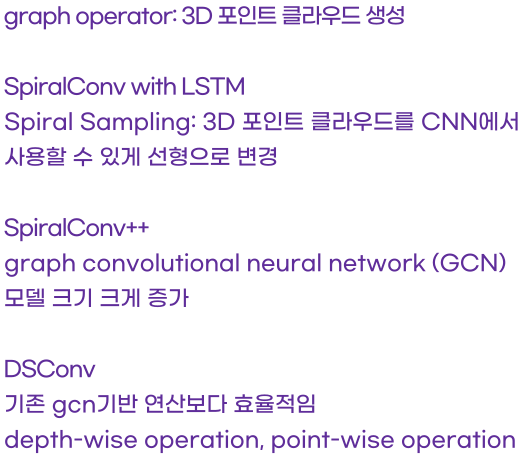 graph operator: 3D 포인트 클라우드 생성
SpiralConv with LSTM
Spiral Sampling: 3D 포인트 클라우드를 CNN에서
사용할 수 있게 선형으로 변경
SpiralConv++
graph convolutional neural network (GCN)
모델 크기 크게 증가
DSConv
기존 gcn기반 연산보다 효율적임
depth-wise operation, point-wise operation